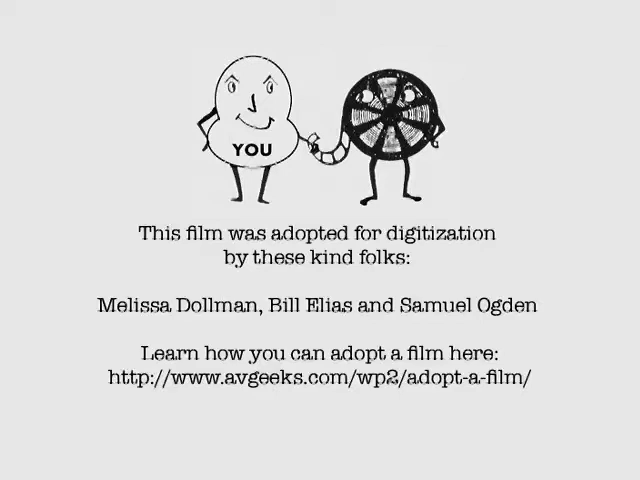 YOU
This film was adopted for digitization
by these kind folks:
Melissa Dollman, Bill Elias and Samuel Ogden
Learn how you can adopt a film here:
http://www.avgeeks.com/wp2/adopt-a-film/